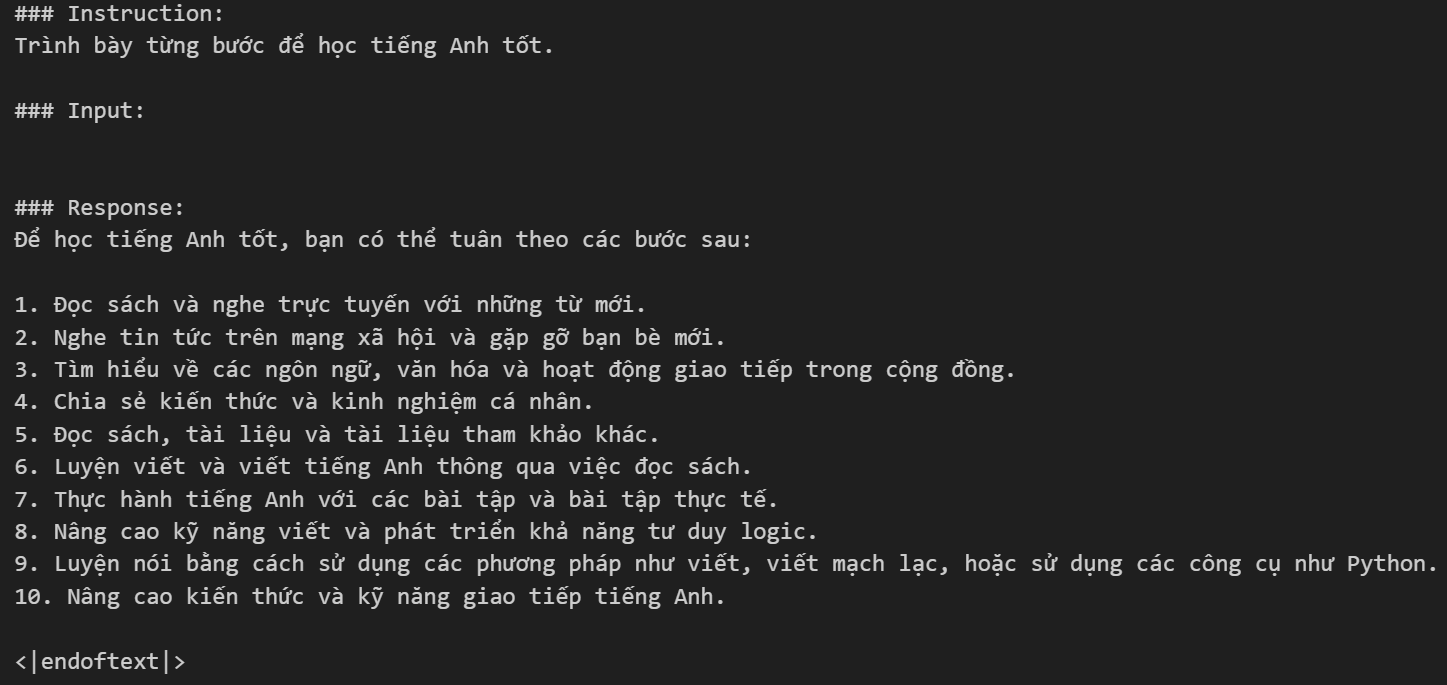 ### Instruction:
Trình bày từng bước để học tiếng Anh tốt.
### Input:
### Response:
Để học tiếng Anh tốt, bạn có thể tuân theo các bước sau:
1. Đọc sách và nghe trực tuyến với những từ mới.
2. Nghe tin tức trên mạng xã hội và gặp gỡ bạn bè mới.
3. Tìm hiểu về các ngôn ngữ, văn hóa và hoạt động giao tiếp trong cộng đồng.
4. Chia sẻ kiến thức và kinh nghiệm cá nhân.
5. Đọc sách, tài liệu và tài liệu tham khảo khác.
6. Luyện viết và viết tiếng Anh thông qua việc đọc sách.
7. Thực hành tiếng Anh với các bài tập và bài tập thực tế.
8. Nâng cao kỹ năng viết và phát triển khả năng tư duy logic.
9. Luyện nói bằng cách sử dụng các phương pháp như viết, viết mạch lạc, hoặc sử dụng các công cụ như Python.
10. Nâng cao kiến thức và kỹ năng giao tiếp tiếng Anh.
<|endoftext|>